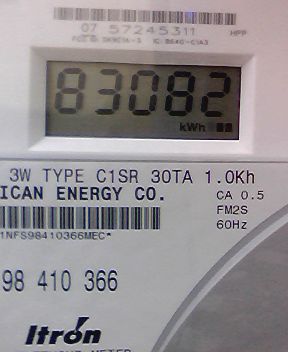 07 57245311 HPP
83082
kWh
3W TYPE C1SR 30TA 1.0Kh
ICAN ENERGY CO. CA 0.5
FM2S
1NFS98410366MEC* 60Hz
98 410 366
Itron